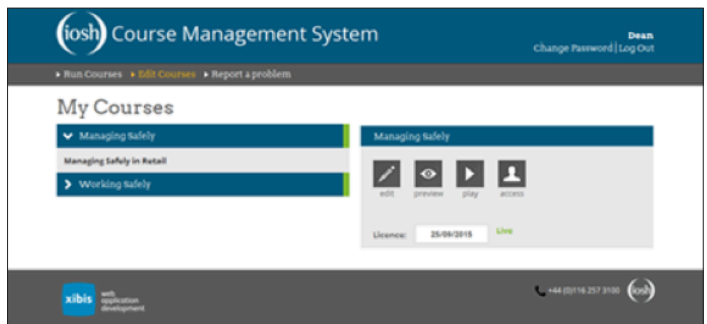 iosh Course Management System
Dean
Change Password | Log Out
Run Courses Edit Courses Report a problem
My Courses
Managing Safely
Managing Safely in Retail
Working Safely
Managing Safely
edit preview play access
Licence: 25/09/2015 Live
xibis web application development
+44 (0)116 257 3100 iosh